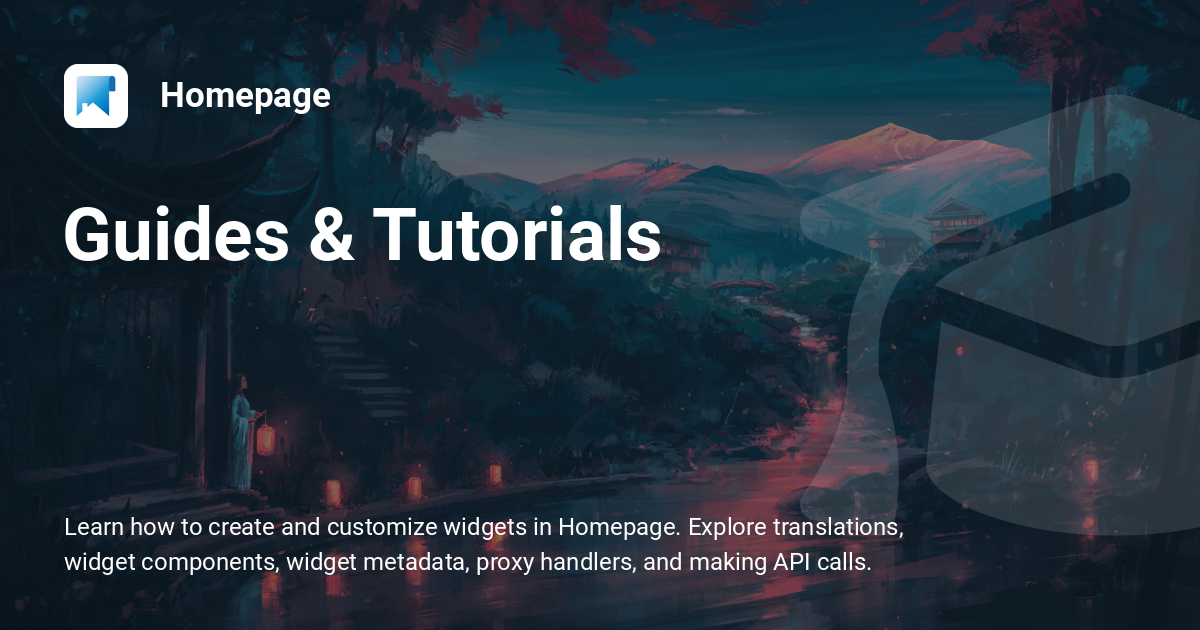 Homepage
Guides & Tutorials
Learn how to create and customize widgets in Homepage. Explore translations,
widget components, widget metadata, proxy handlers, and making API calls.